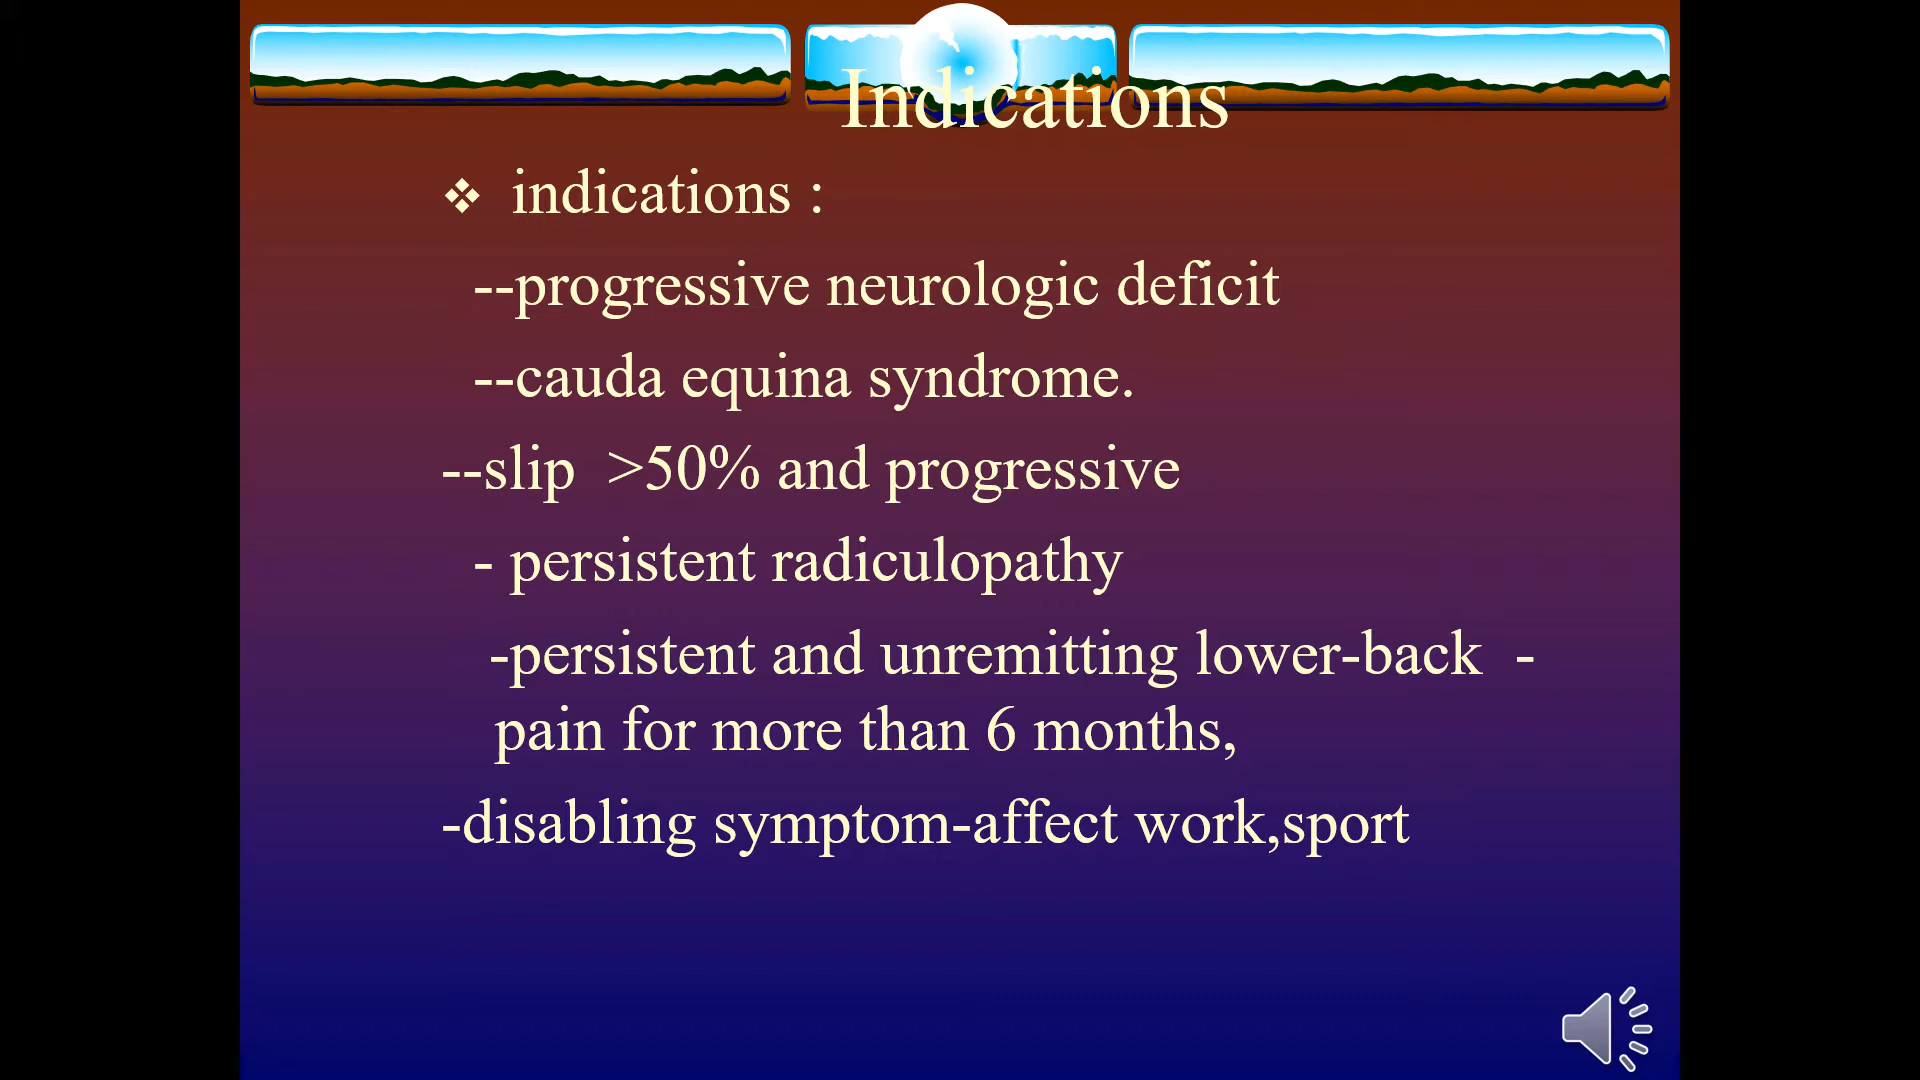 Indications
❖ indications :
--progressive neurologic deficit
--cauda equina syndrome.
--slip >50% and progressive
- persistent radiculopathy
-persistent and unremitting lower-back -
pain for more than 6 months,
-disabling symptom-affect work,sport